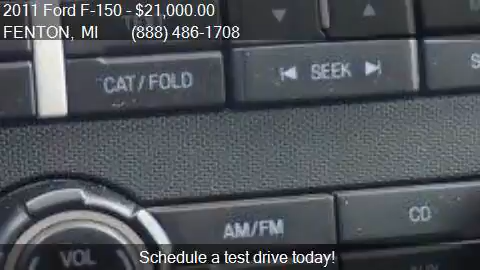 2011 Ford F-150 - $21,000.00
FENTON, MI (888) 486-1708
CAT/FOLD
SEEK
AM/FM
CD
VOL
Schedule a test drive today!